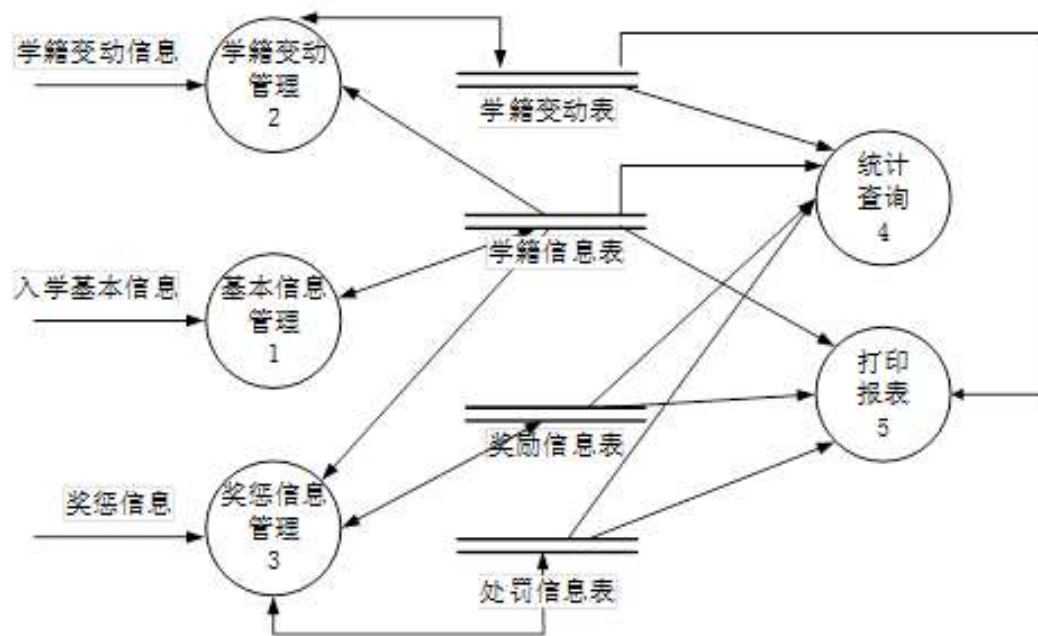 学籍变动信息
学籍变动
管理
2
学籍变动表
统计
查询
4
学籍信息表
入学基本信息
基本信息
管理
1
打印
报表
5
奖励信息表
奖惩信息
奖惩信息
管理
3
处罚信息表